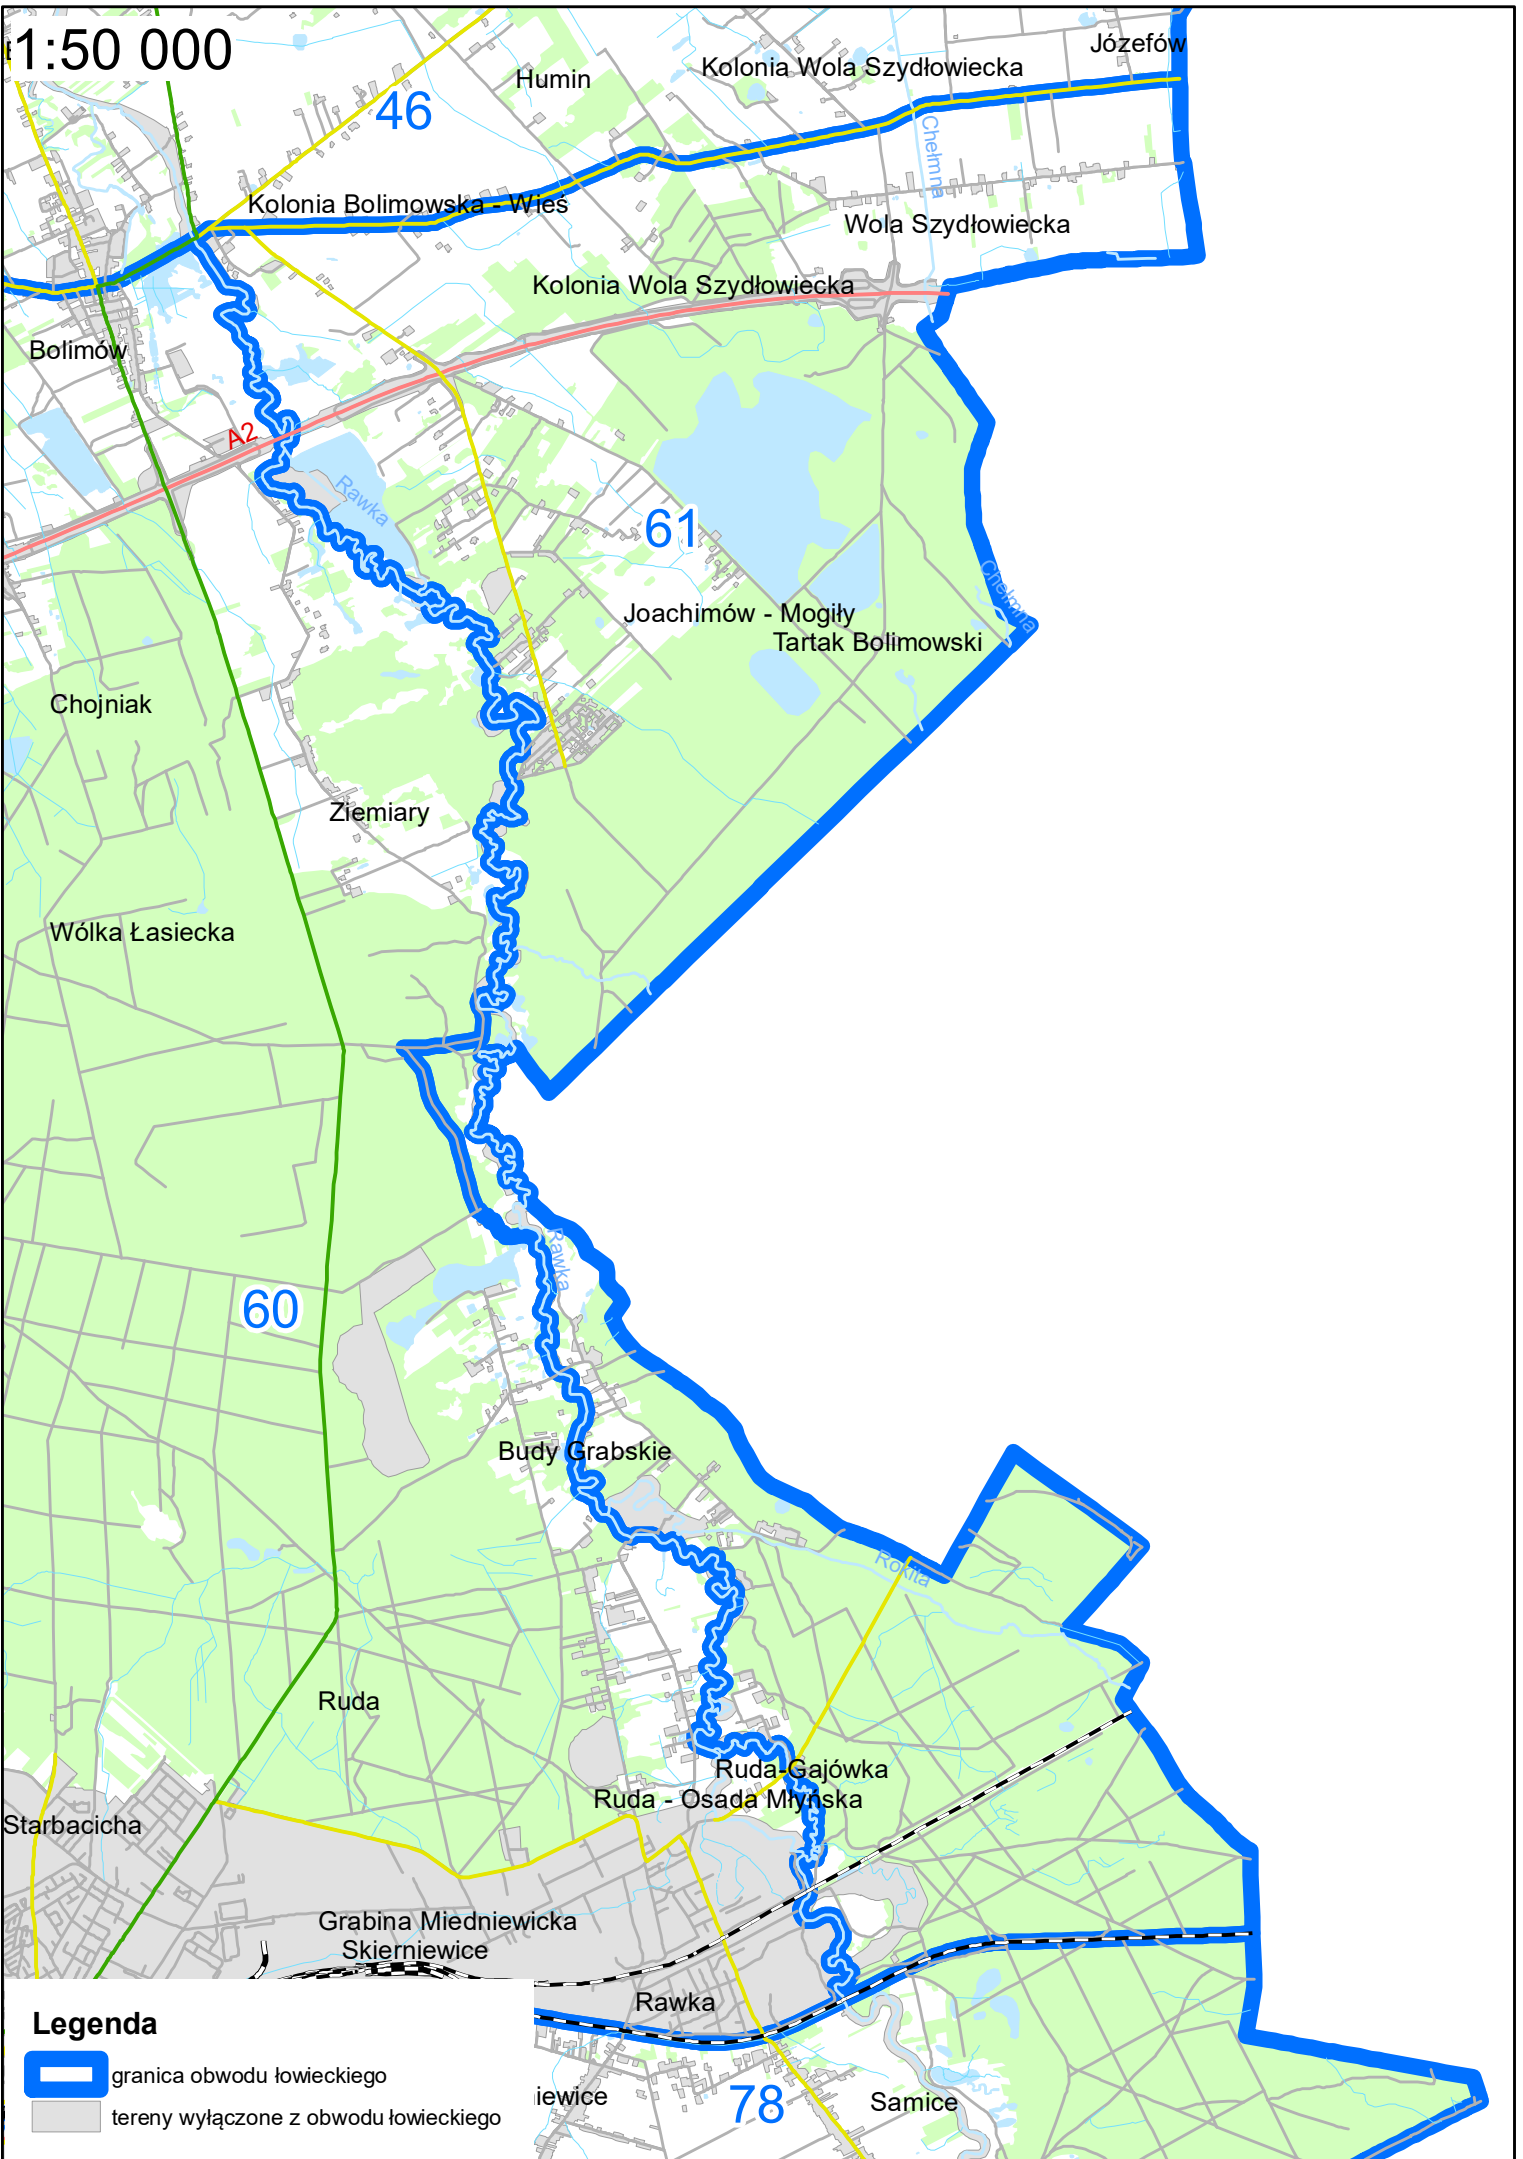 1:50 000
Józefów
Kolonia Wola Szydłowiecka
Humin
46
Chełmna
Kolonia Bolimowska - Wieś
Wola Szydłowiecka
Kolonia Wola Szydłowiecka
Bolimów
A2
Rawka
61
Chełmna
Joachimów - Mogiły
Tartak Bolimowski
Chojniak
Ziemiary
Wólka Łasiecka
Rawka
60
Budy Grabskie
Rokita
Ruda
Ruda-Gajówka
Ruda - Osada Młyńska
Starbacicha
Grabina Miedniewicka
Skierniewice
Rawka
Legenda
granica obwodu łowieckiego
tereny wyłączone z obwodu łowieckiego
iewice
78
Samice